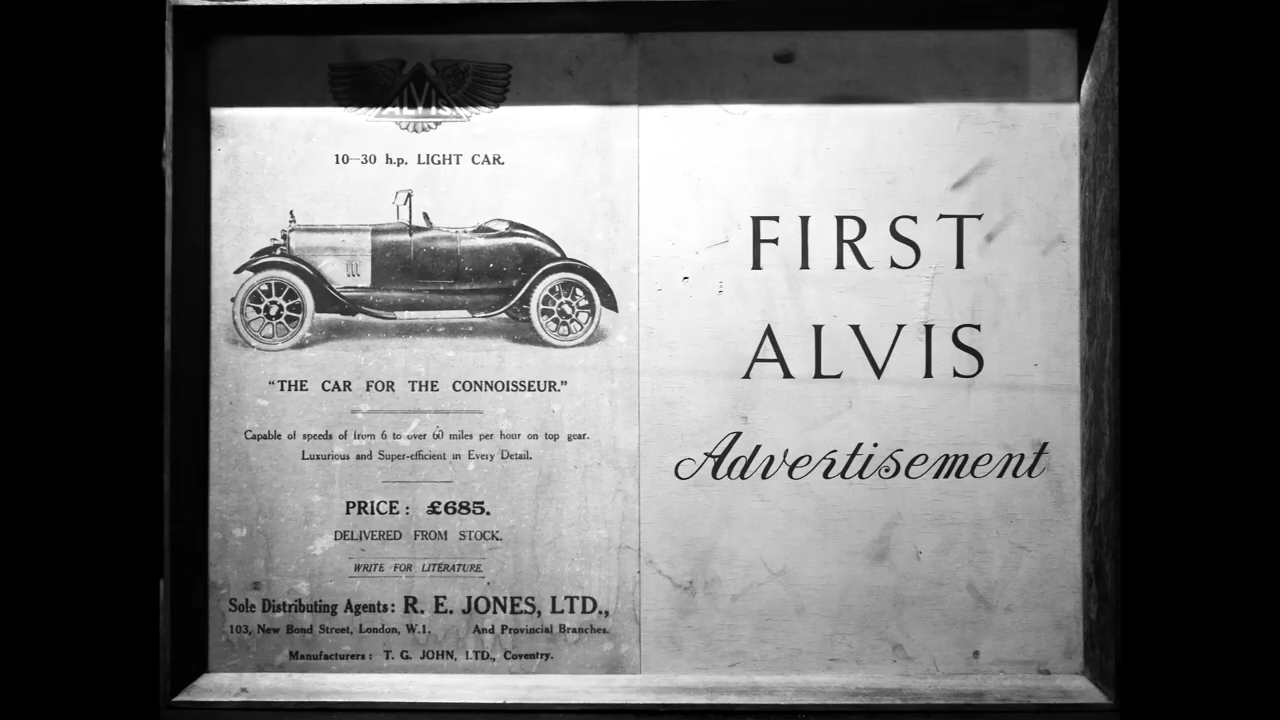 ALVIS
10—30 h.p. LIGHT CAR.
"THE CAR FOR THE CONNOISSEUR."
Capable of speeds of from 6 to over 60 miles per hour on top gear.
Luxurious and Super-efficient in Every Detail.
PRICE: £685.
DELIVERED FROM STOCK.
WRITE FOR LITERATURE.
Sole Distributing Agents: R. E. JONES, LTD.,
103, New Bond Street, London, W.1. And Provincial Branches.
Manufacturers: T. G. JOHN, LTD., Coventry.
FIRST
ALVIS
Advertisement